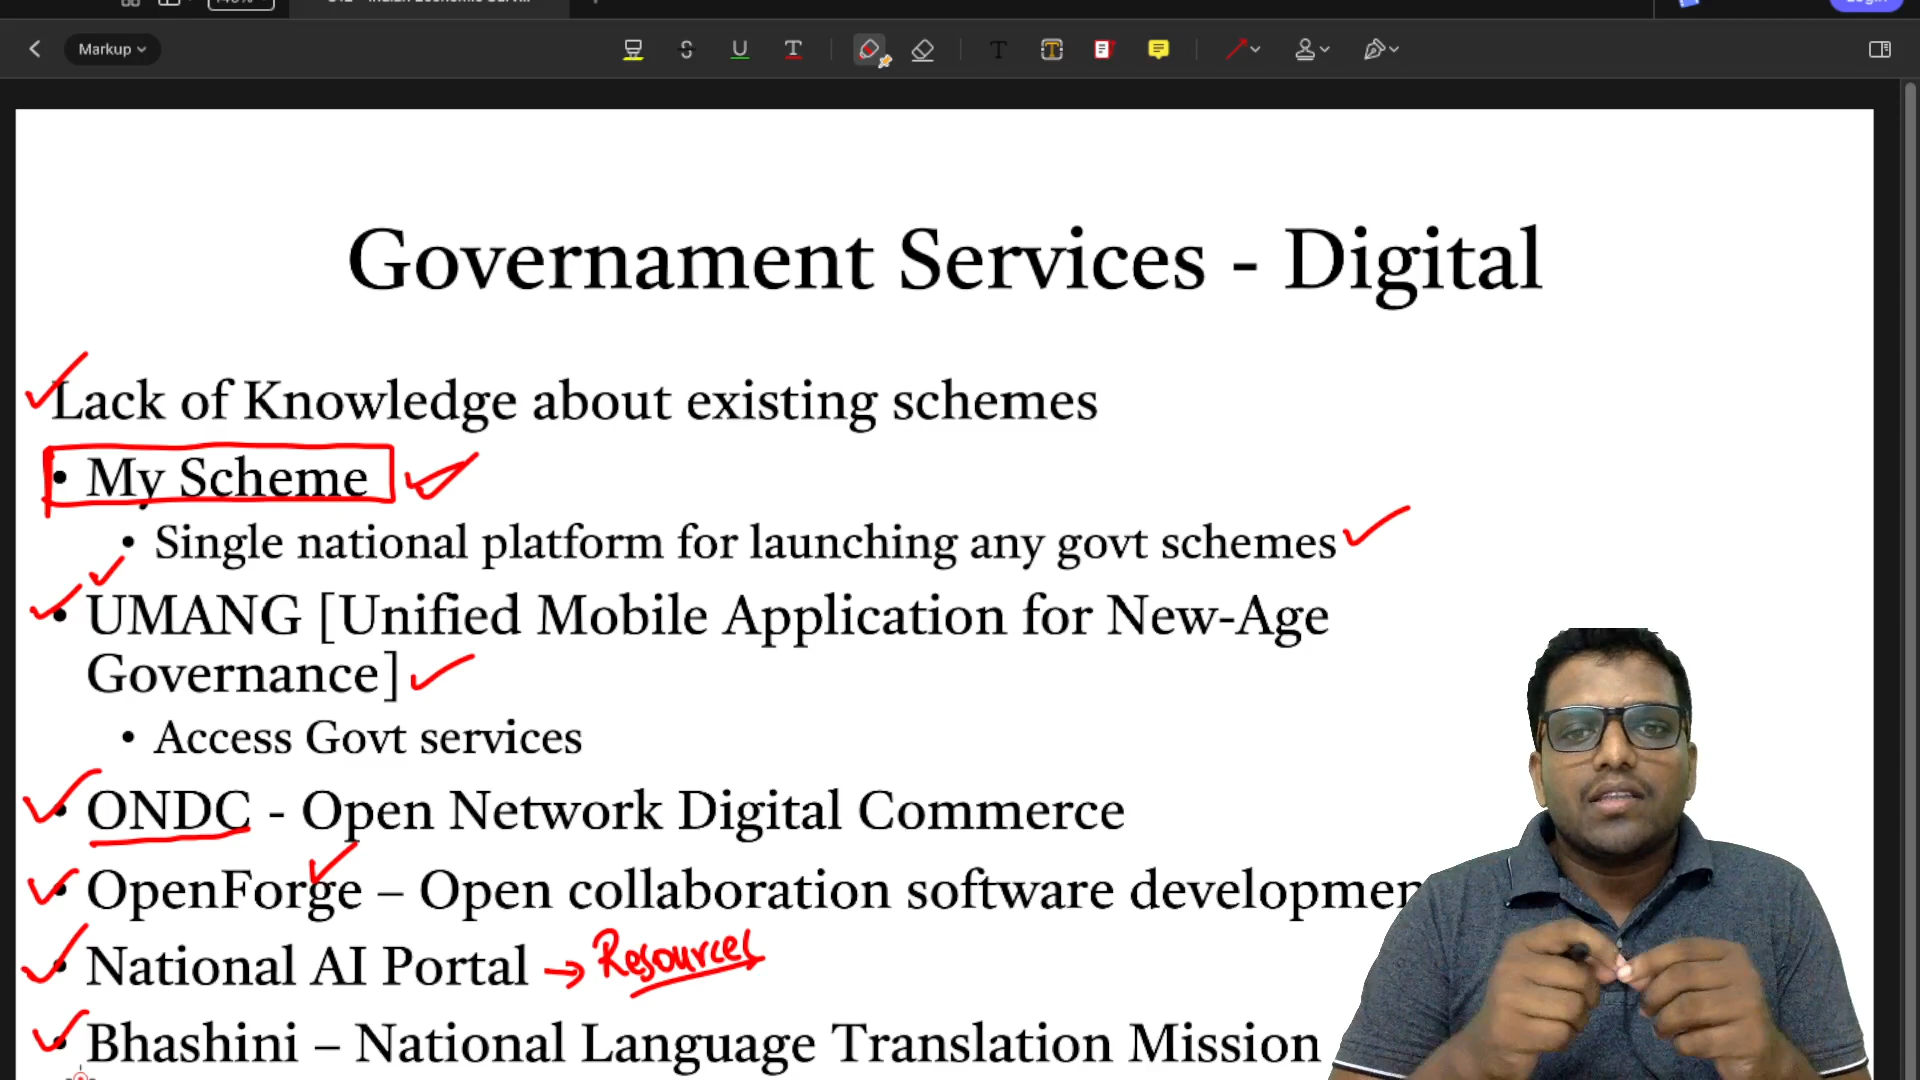 Markup
Governament Services - Digital
Lack of Knowledge about existing schemes
• My Scheme
• Single national platform for launching any govt schemes
• UMANG [Unified Mobile Application for New-Age
Governance]
• Access Govt services
• ONDC - Open Network Digital Commerce
• OpenForge – Open collaboration software developmen
• National AI Portal → Resources
• Bhashini – National Language Translation Mission